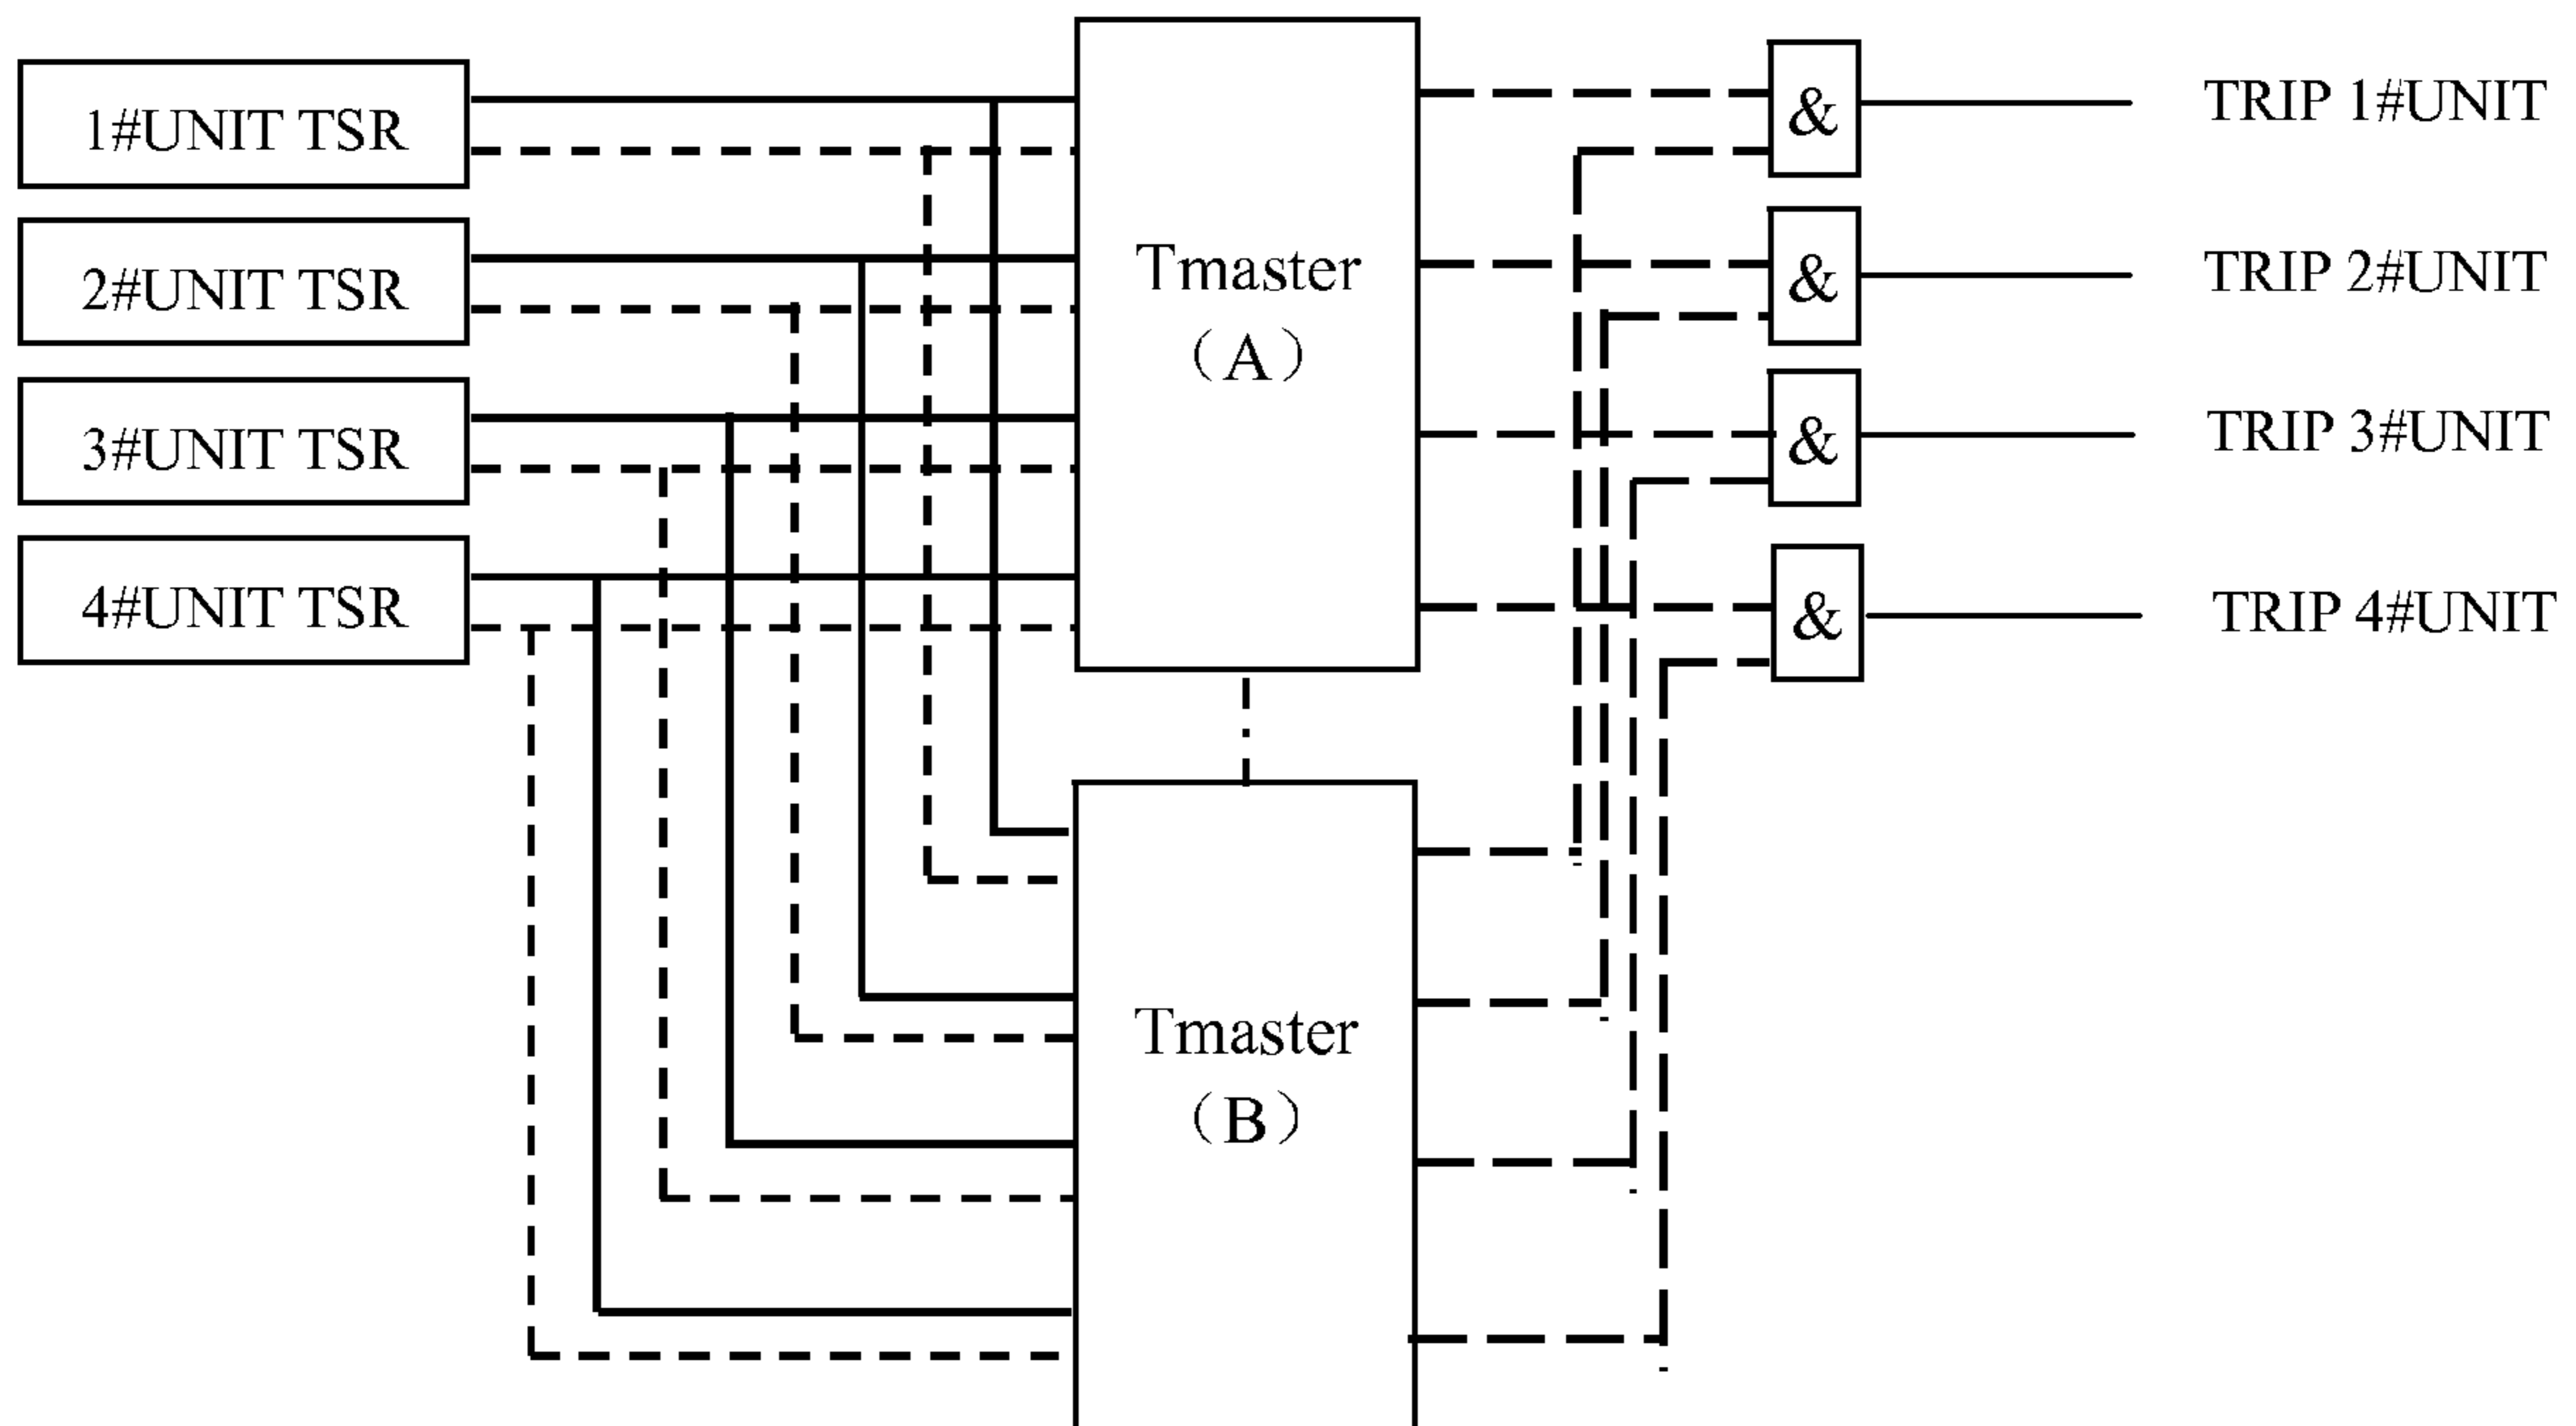 1#UNIT TSR
2#UNIT TSR
3#UNIT TSR
4#UNIT TSR
Tmaster
（A）
Tmaster
（B）
&
&
&
&
TRIP 1#UNIT
TRIP 2#UNIT
TRIP 3#UNIT
TRIP 4#UNIT